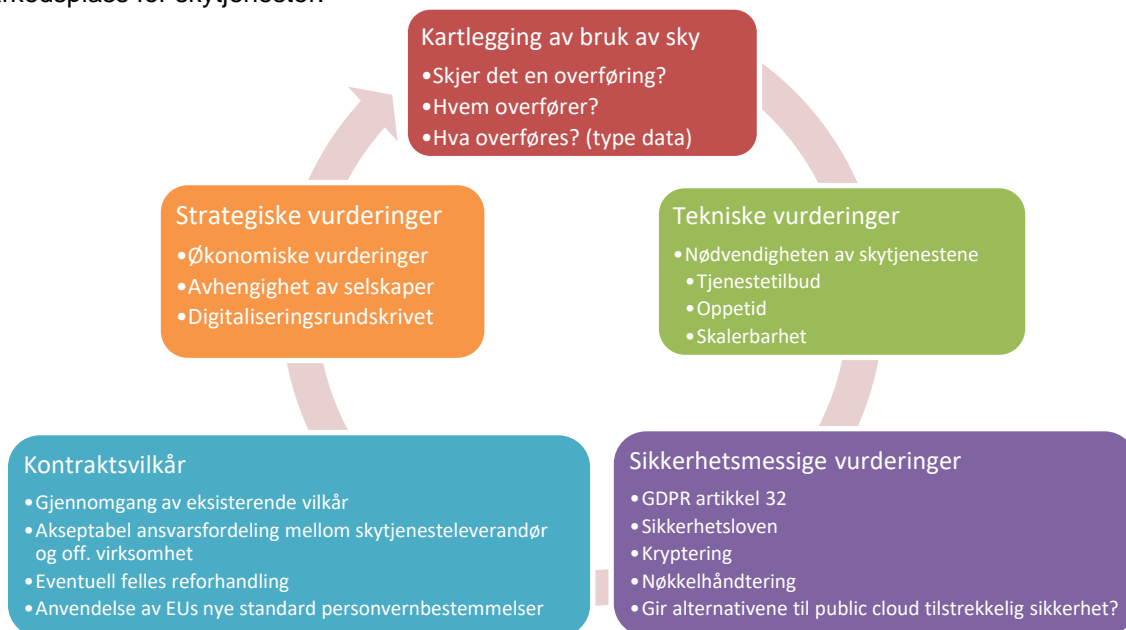 Kartlegging av bruk av sky
•Skjer det en overføring?
•Hvem overfører?
•Hva overføres? (type data)
Tekniske vurderinger
•Nødvendigheten av skytjenestene
•Tjenestetilbud
•Oppetid
•Skalerbarhet
Sikkerhetsmessige vurderinger
•GDPR artikkel 32
•Sikkerhetsloven
•Kryptering
•Nøkkelhåndtering
•Gir alternativene til public cloud tilstrekkelig sikkerhet?
Kontraktsvilkår
•Gjennomgang av eksisterende vilkår
•Akseptabel ansvarsfordeling mellom skytjenesteleverandør
og off. virksomhet
•Eventuell felles reforhandling
•Anvendelse av EUs nye standard personvernbestemmelser
Strategiske vurderinger
•Økonomiske vurderinger
•Avhengighet av selskaper
•Digitaliseringsrundskrivet